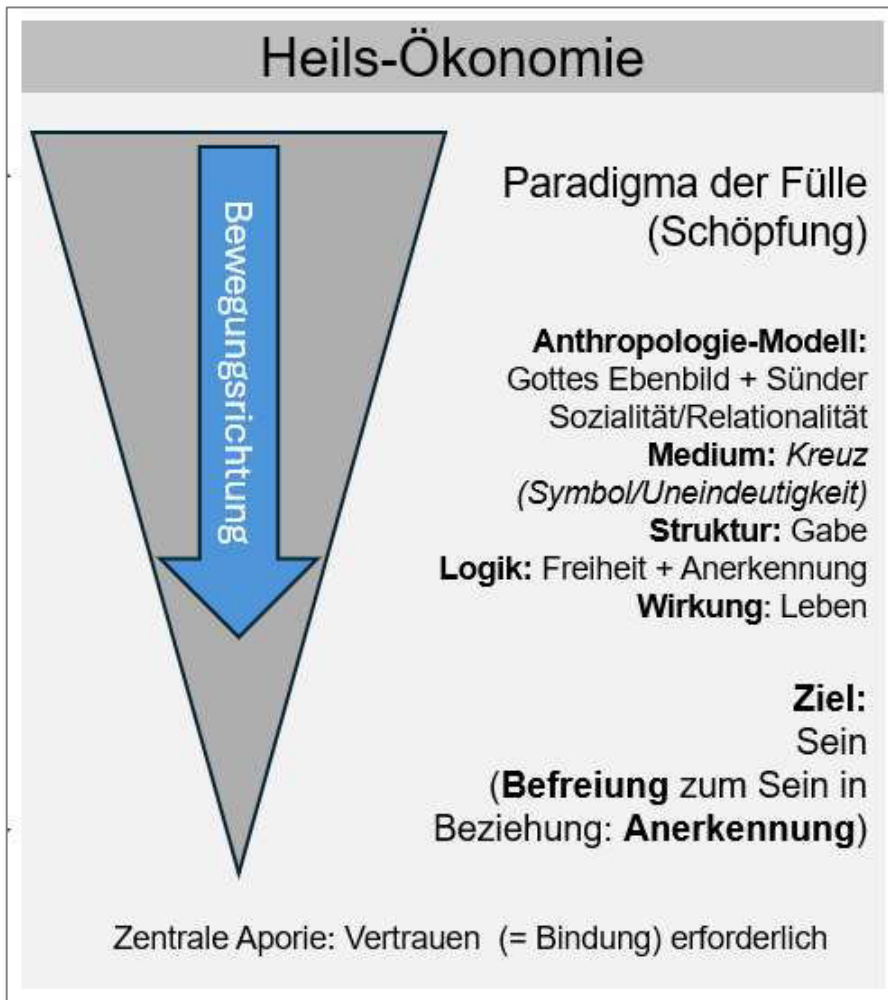 Heils-Ökonomie
Bewegungsrichtung
Paradigma der Fülle
(Schöpfung)
Anthropologie-Modell:
Gottes Ebenbild + Sünder
Sozialität/Relationalität
Medium: Kreuz
(Symbol/Uneindeutigkeit)
Struktur: Gabe
Logik: Freiheit + Anerkennung
Wirkung: Leben
Ziel:
Sein
(Befreiung zum Sein in
Beziehung: Anerkennung)
Zentrale Aporie: Vertrauen (= Bindung) erforderlich